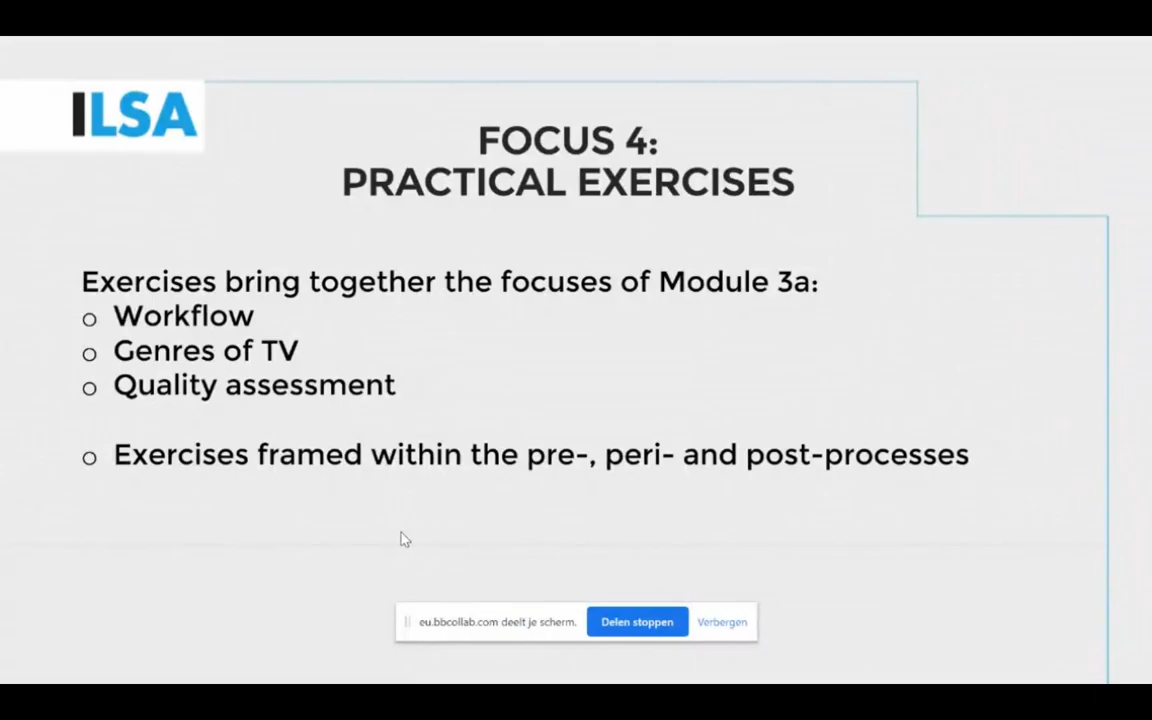 ILSA
FOCUS 4:
PRACTICAL EXERCISES
Exercises bring together the focuses of Module 3a:
o Workflow
o Genres of TV
o Quality assessment
o Exercises framed within the pre-, peri- and post-processes
eu.bbcollab.com deelt je scherm. Delen stoppen Verbergen